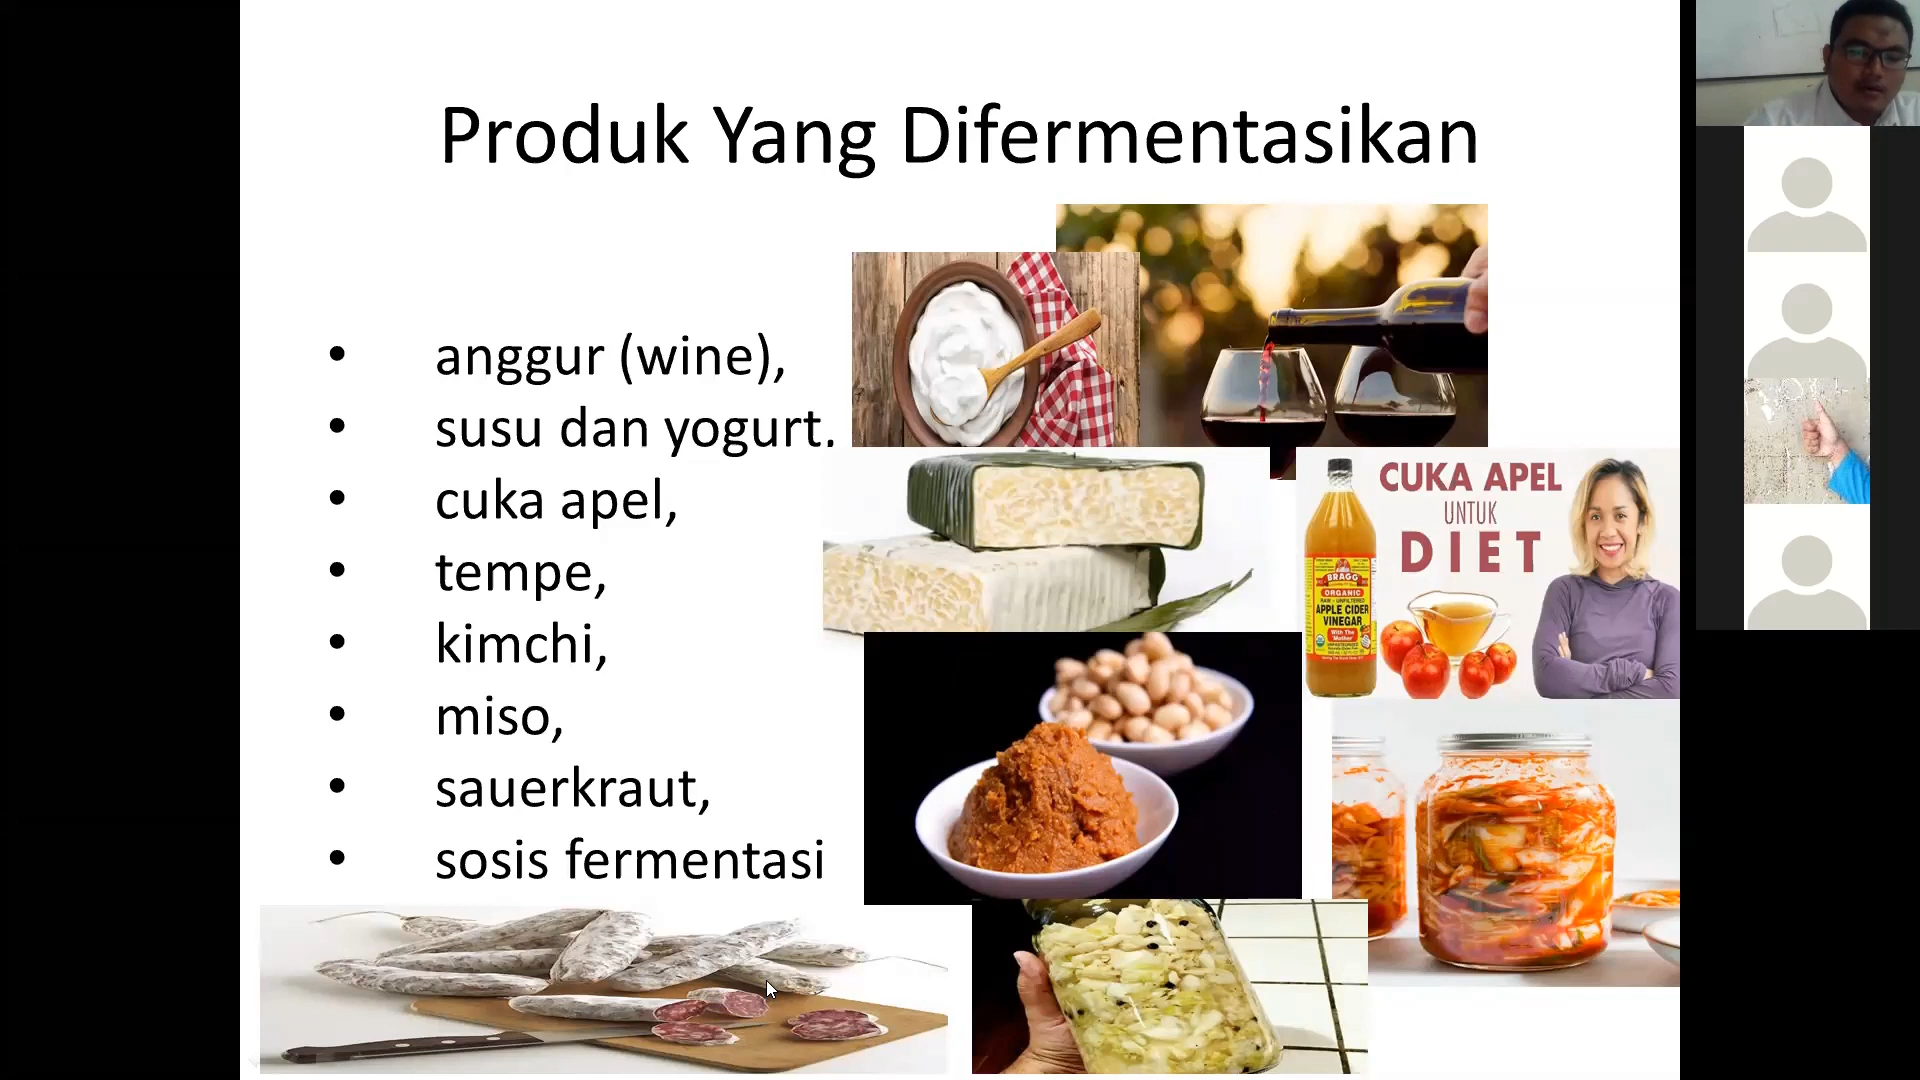 Produk Yang Difermentasikan
• anggur (wine),
• susu dan yogurt.
• cuka apel,
• tempe,
• kimchi,
• miso,
• sauerkraut,
• sosis fermentasi
CUKA APEL
UNTUK
DIET
BRAGG
ORGANIC
RAW - UNFILTERED
APPLE CIDER
VINEGAR
With The
'Mother'